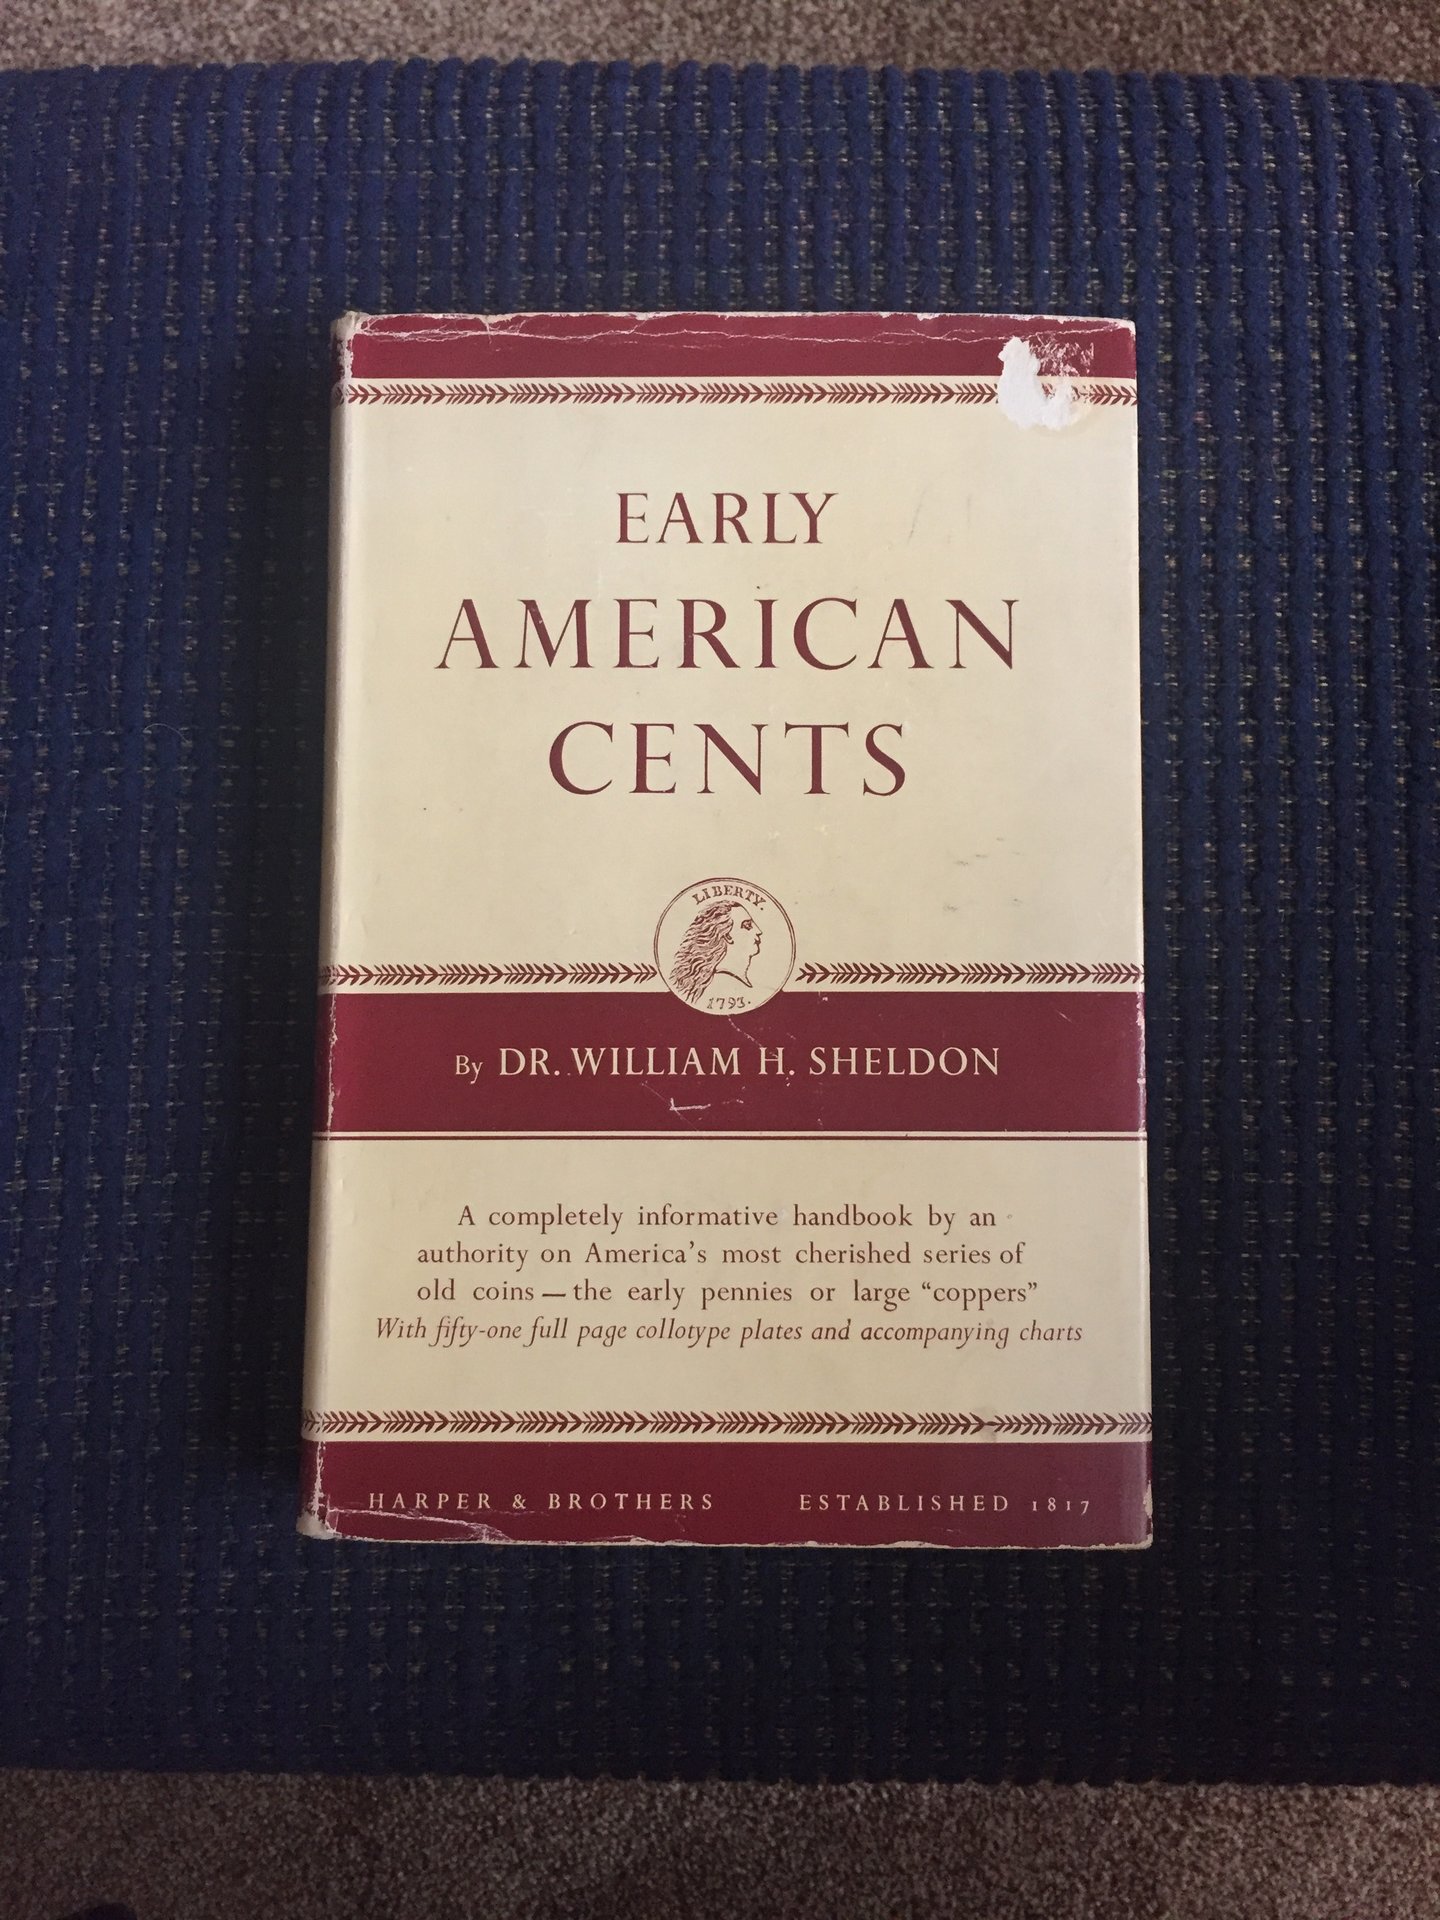 EARLY
AMERICAN
CENTS
LIBERTY.
1793.
By DR. WILLIAM H. SHELDON
A completely informative handbook by an
authority on America's most cherished series of
old coins — the early pennies or large “coppers”
With fifty-one full page collotype plates and accompanying charts
HARPER & BROTHERS ESTABLISHED 1817